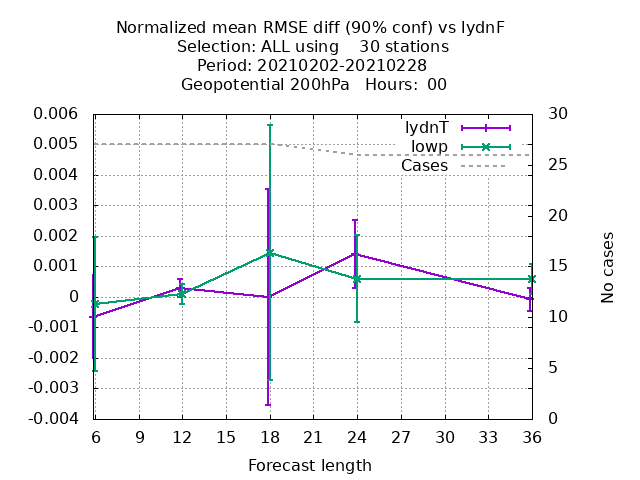 Normalized mean RMSE diff (90% conf) vs IydnF
Selection: ALL using    30 stations
Period: 20210202-20210228
Geopotential 200hPa   Hours:  00
0.006
0.005
0.004
0.003
0.002
0.001
0
-0.001
-0.002
-0.003
-0.004
IydnT
Iowp
Cases
30
25
20
15
10
5
0
No cases
6 9 12 15 18 21 24 27 30 33 36
Forecast length